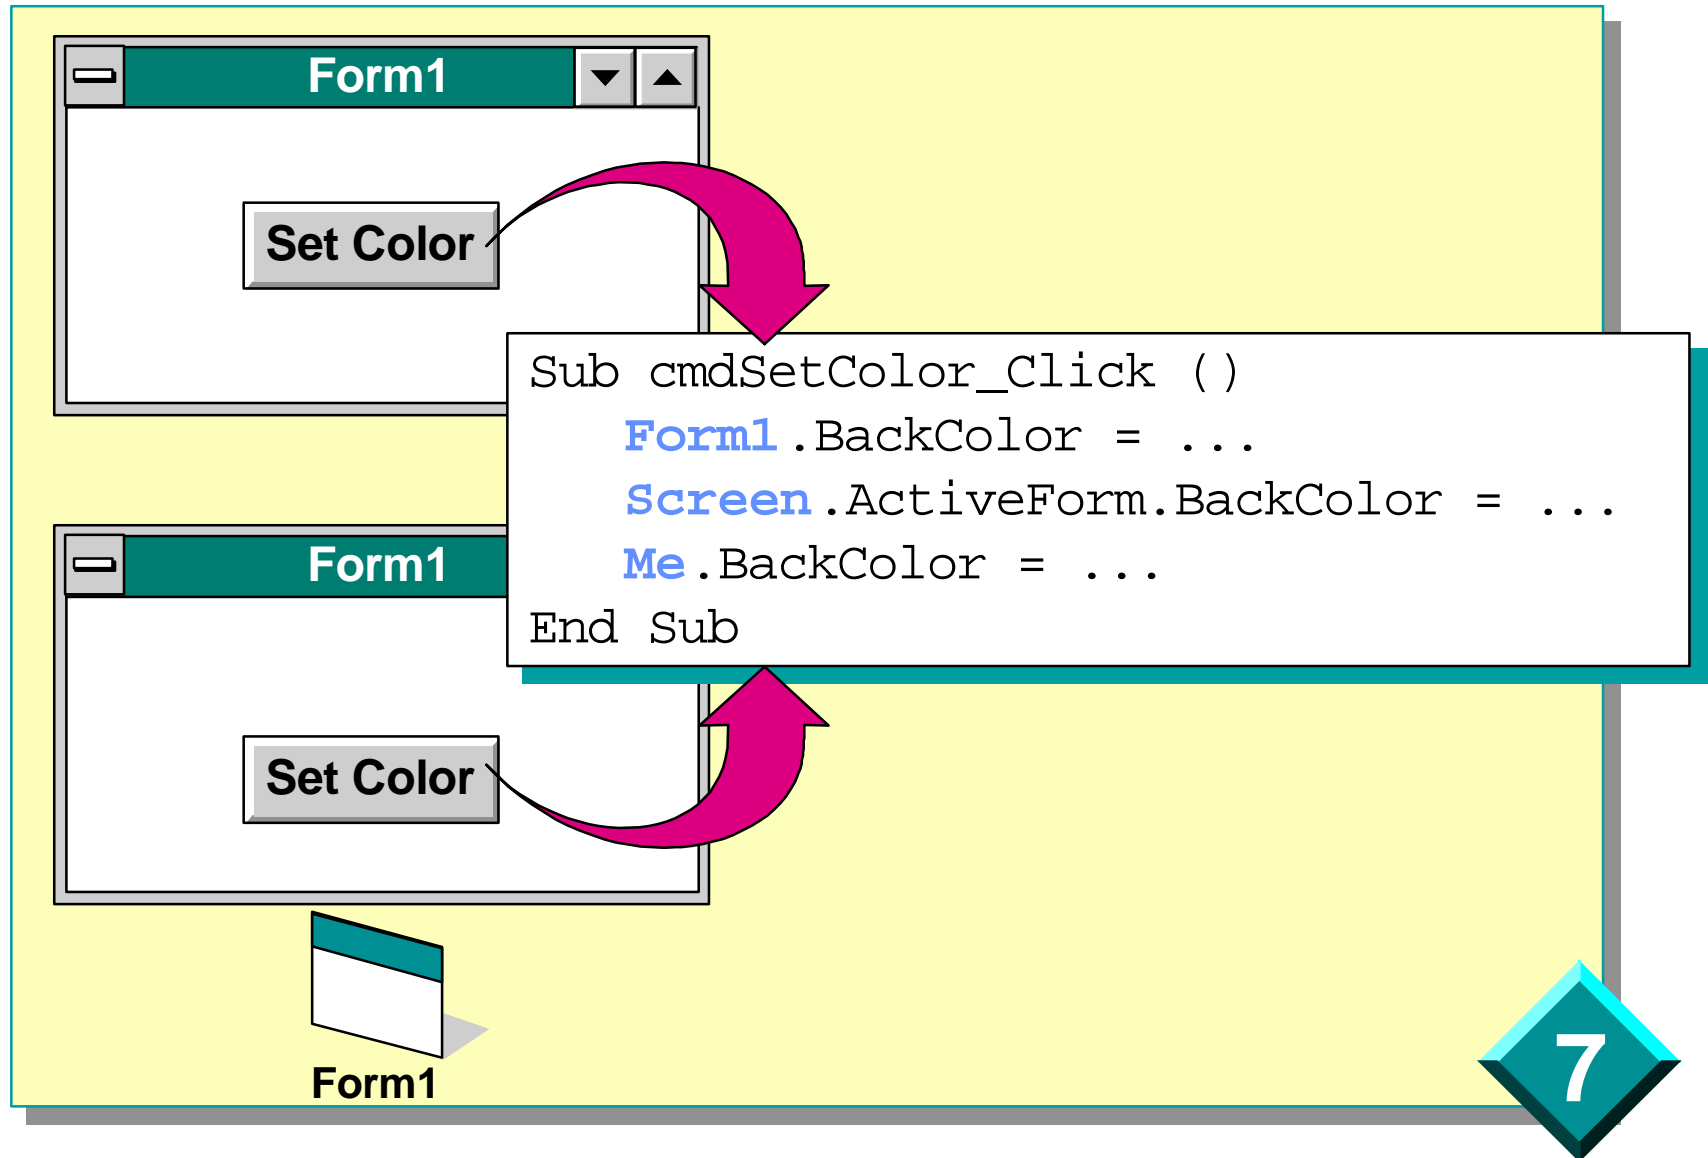 Form1
Set Color
Sub cmdSetColor_Click ()
Form1.BackColor = ...
Screen.ActiveForm.BackColor = ...
Me.BackColor = ...
End Sub
Form1
Set Color
Form1
7